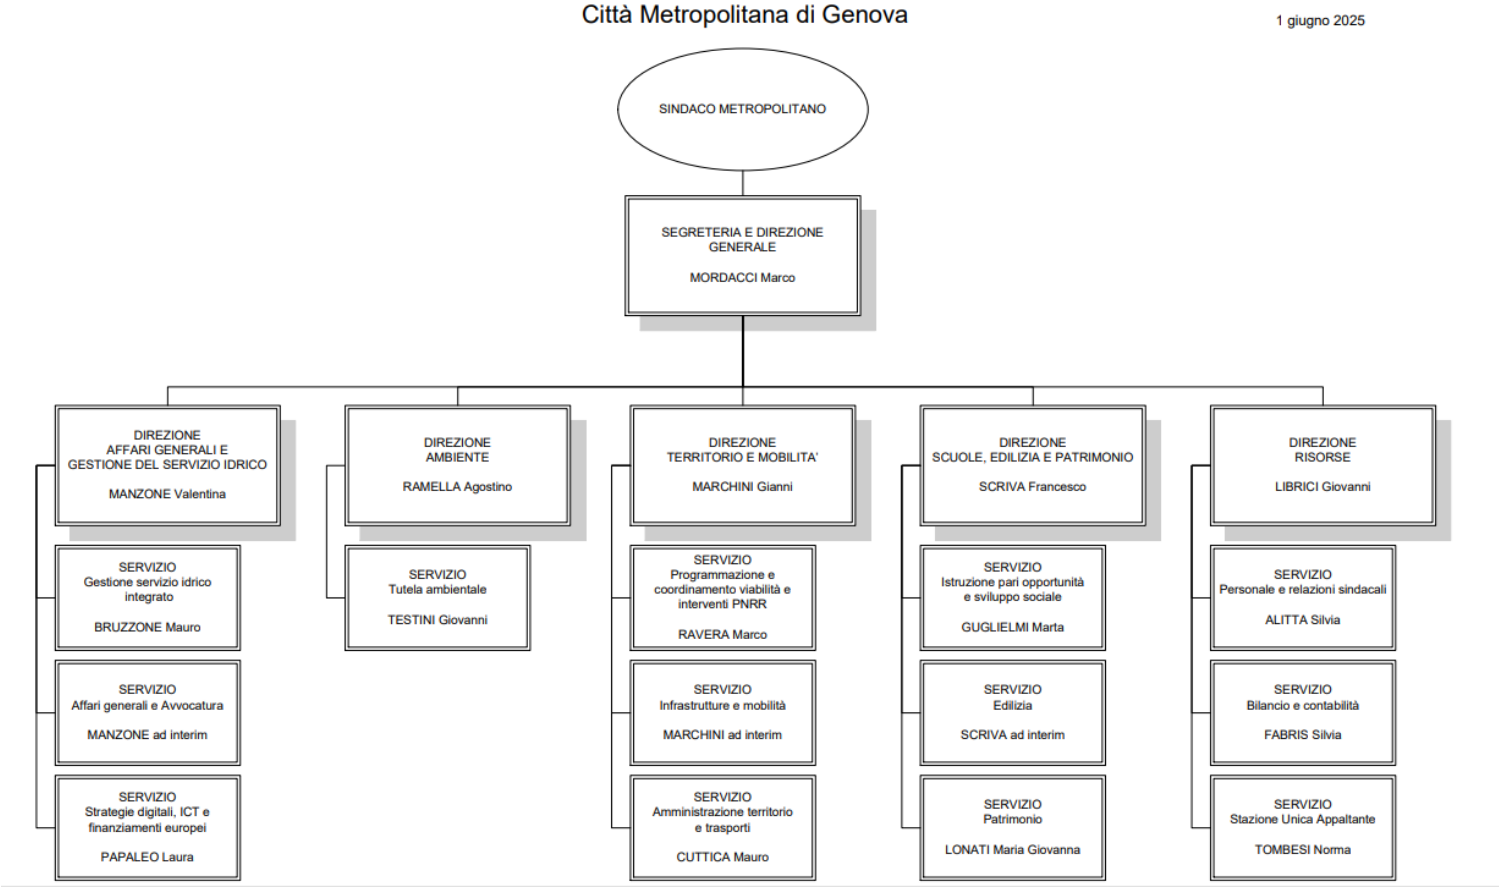 Città Metropolitana di Genova
1 giugno 2025
SINDACO METROPOLITANO
SEGRETERIA E DIREZIONE
GENERALE
MORDACCI Marco
DIREZIONE
AFFARI GENERALI E
GESTIONE DEL SERVIZIO IDRICO
MANZONE Valentina
DIREZIONE
AMBIENTE
RAMELLA Agostino
DIREZIONE
TERRITORIO E MOBILITA'
MARCHINI Gianni
DIREZIONE
SCUOLE, EDILIZIA E PATRIMONIO
SCRIVA Francesco
DIREZIONE
RISORSE
LIBRICI Giovanni
SERVIZIO
Gestione servizio idrico
integrato
BRUZZONE Mauro
SERVIZIO
Tutela ambientale
TESTINI Giovanni
SERVIZIO
Programmazione e
coordinamento viabilità e
interventi PNRR
RAVERA Marco
SERVIZIO
Istruzione pari opportunità
e sviluppo sociale
GUGLIELMI Marta
SERVIZIO
Personale e relazioni sindacali
ALITTA Silvia
SERVIZIO
Affari generali e Avvocatura
MANZONE ad interim
SERVIZIO
Infrastrutture e mobilità
MARCHINI ad interim
SERVIZIO
Edilizia
SCRIVA ad interim
SERVIZIO
Bilancio e contabilità
FABRIS Silvia
SERVIZIO
Strategie digitali, ICT e
finanziamenti europei
PAPALEO Laura
SERVIZIO
Amministrazione territorio
e trasporti
CUTTICA Mauro
SERVIZIO
Patrimonio
LONATI Maria Giovanna
SERVIZIO
Stazione Unica Appaltante
TOMBESI Norma